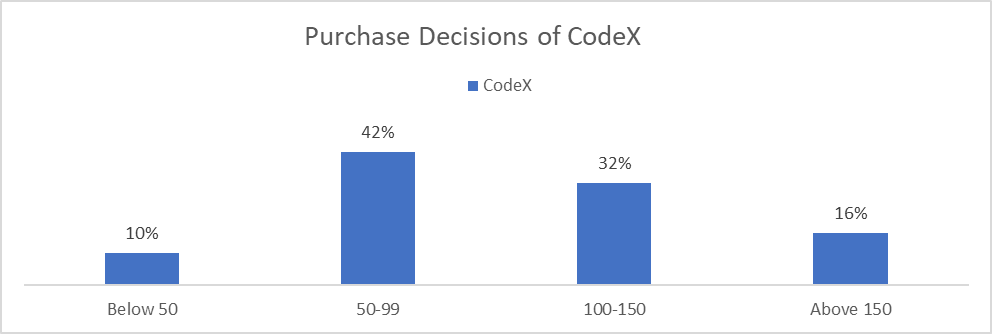 Purchase Decisions of CodeX
CodeX
42%
32%
16%
10%
Below 50
50-99
100-150
Above 150